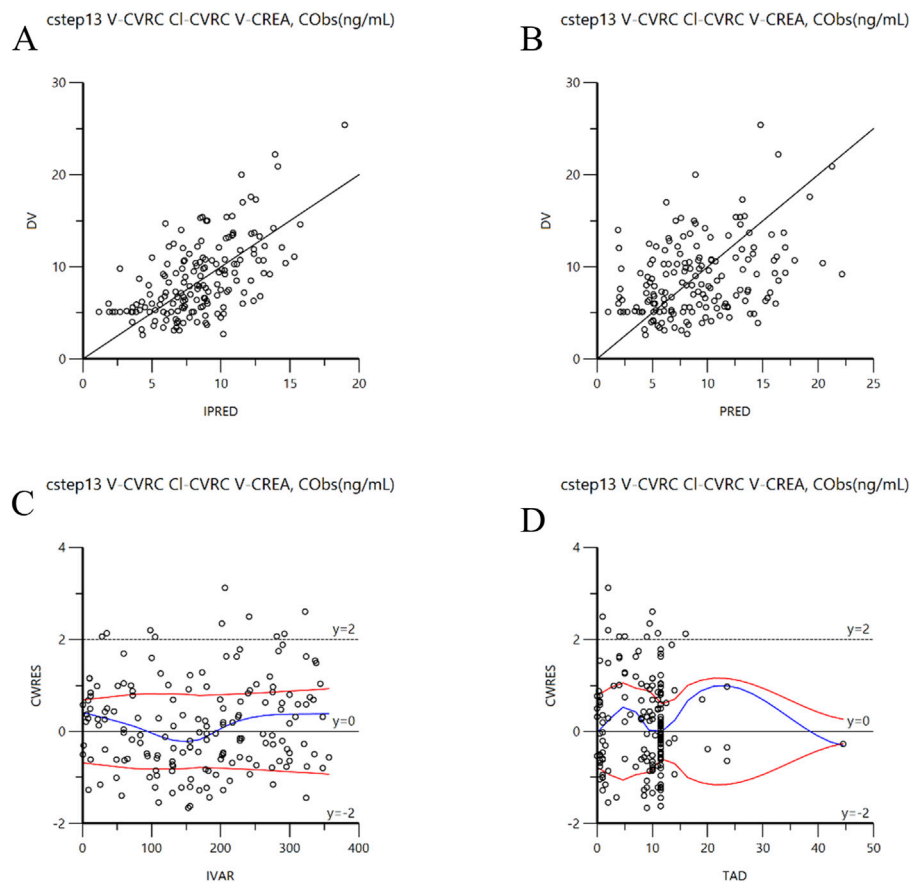 cstep13 V-CVRC Cl-CVRC V-CREA, CObs(ng/mL)
A
30
20
10
0
DV
0 5 10 15 20
IPRED
cstep13 V-CVRC Cl-CVRC V-CREA, CObs(ng/mL)
B
30
20
10
0
DV
0 5 10 15 20 25
PRED
cstep13 V-CVRC Cl-CVRC V-CREA, CObs(ng/mL)
C
4
2
0
-2
CWRES
y=2
y=0
y=-2
0 100 200 300 400
IVAR
cstep13 V-CVRC Cl-CVRC V-CREA, CObs(ng/mL)
D
4
2
0
-2
CWRES
y=2
y=0
y=-2
0 10 20 30 40 50
TAD